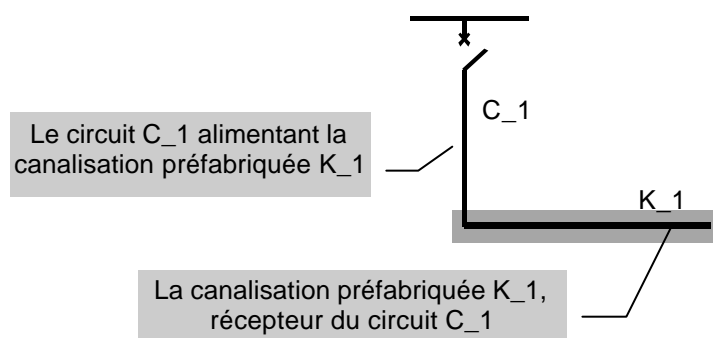 C_1
Le circuit C_1 alimentant la
canalisation préfabriquée K_1
K_1
La canalisation préfabriquée K_1,
récepteur du circuit C_1